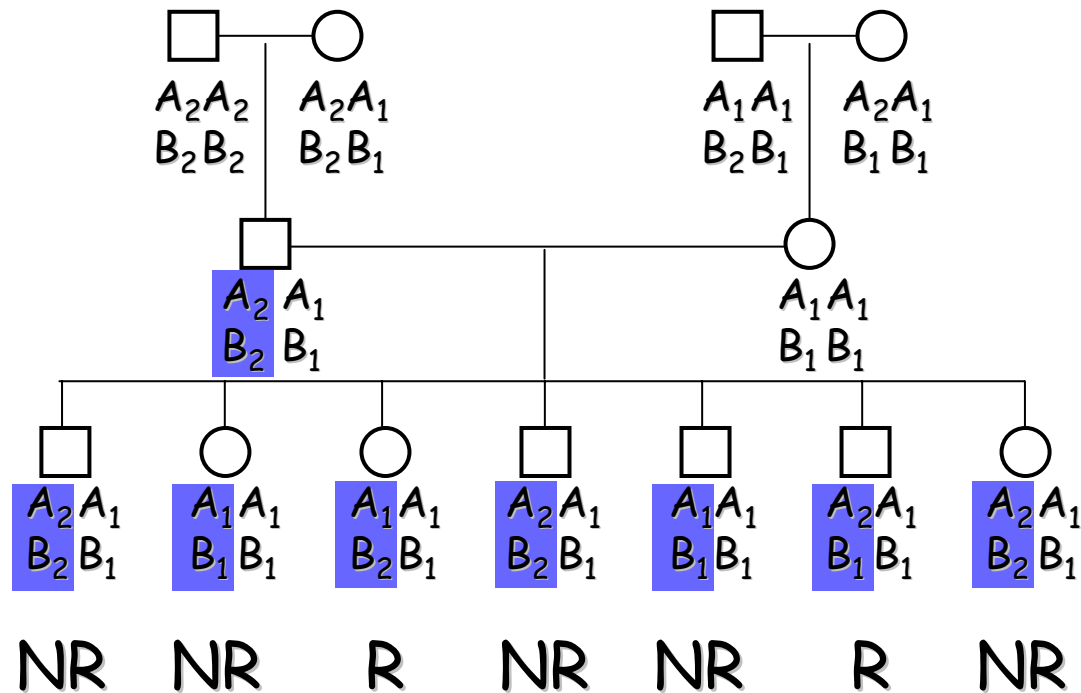 A₂A₂ A₂A₁ A₁A₁ A₂A₁
B₂B₂ B₂B₁ B₂B₁ B₁B₁
A₂ A₁ A₁A₁
B₂ B₁ B₁B₁
A₂A₁ A₁A₁ A₁A₁ A₂A₁ A₁A₁ A₂A₁ A₂A₁
B₂B₁ B₁B₁ B₂B₁ B₂B₁ B₁B₁ B₁B₁ B₂B₁
NR NR R NR NR R NR